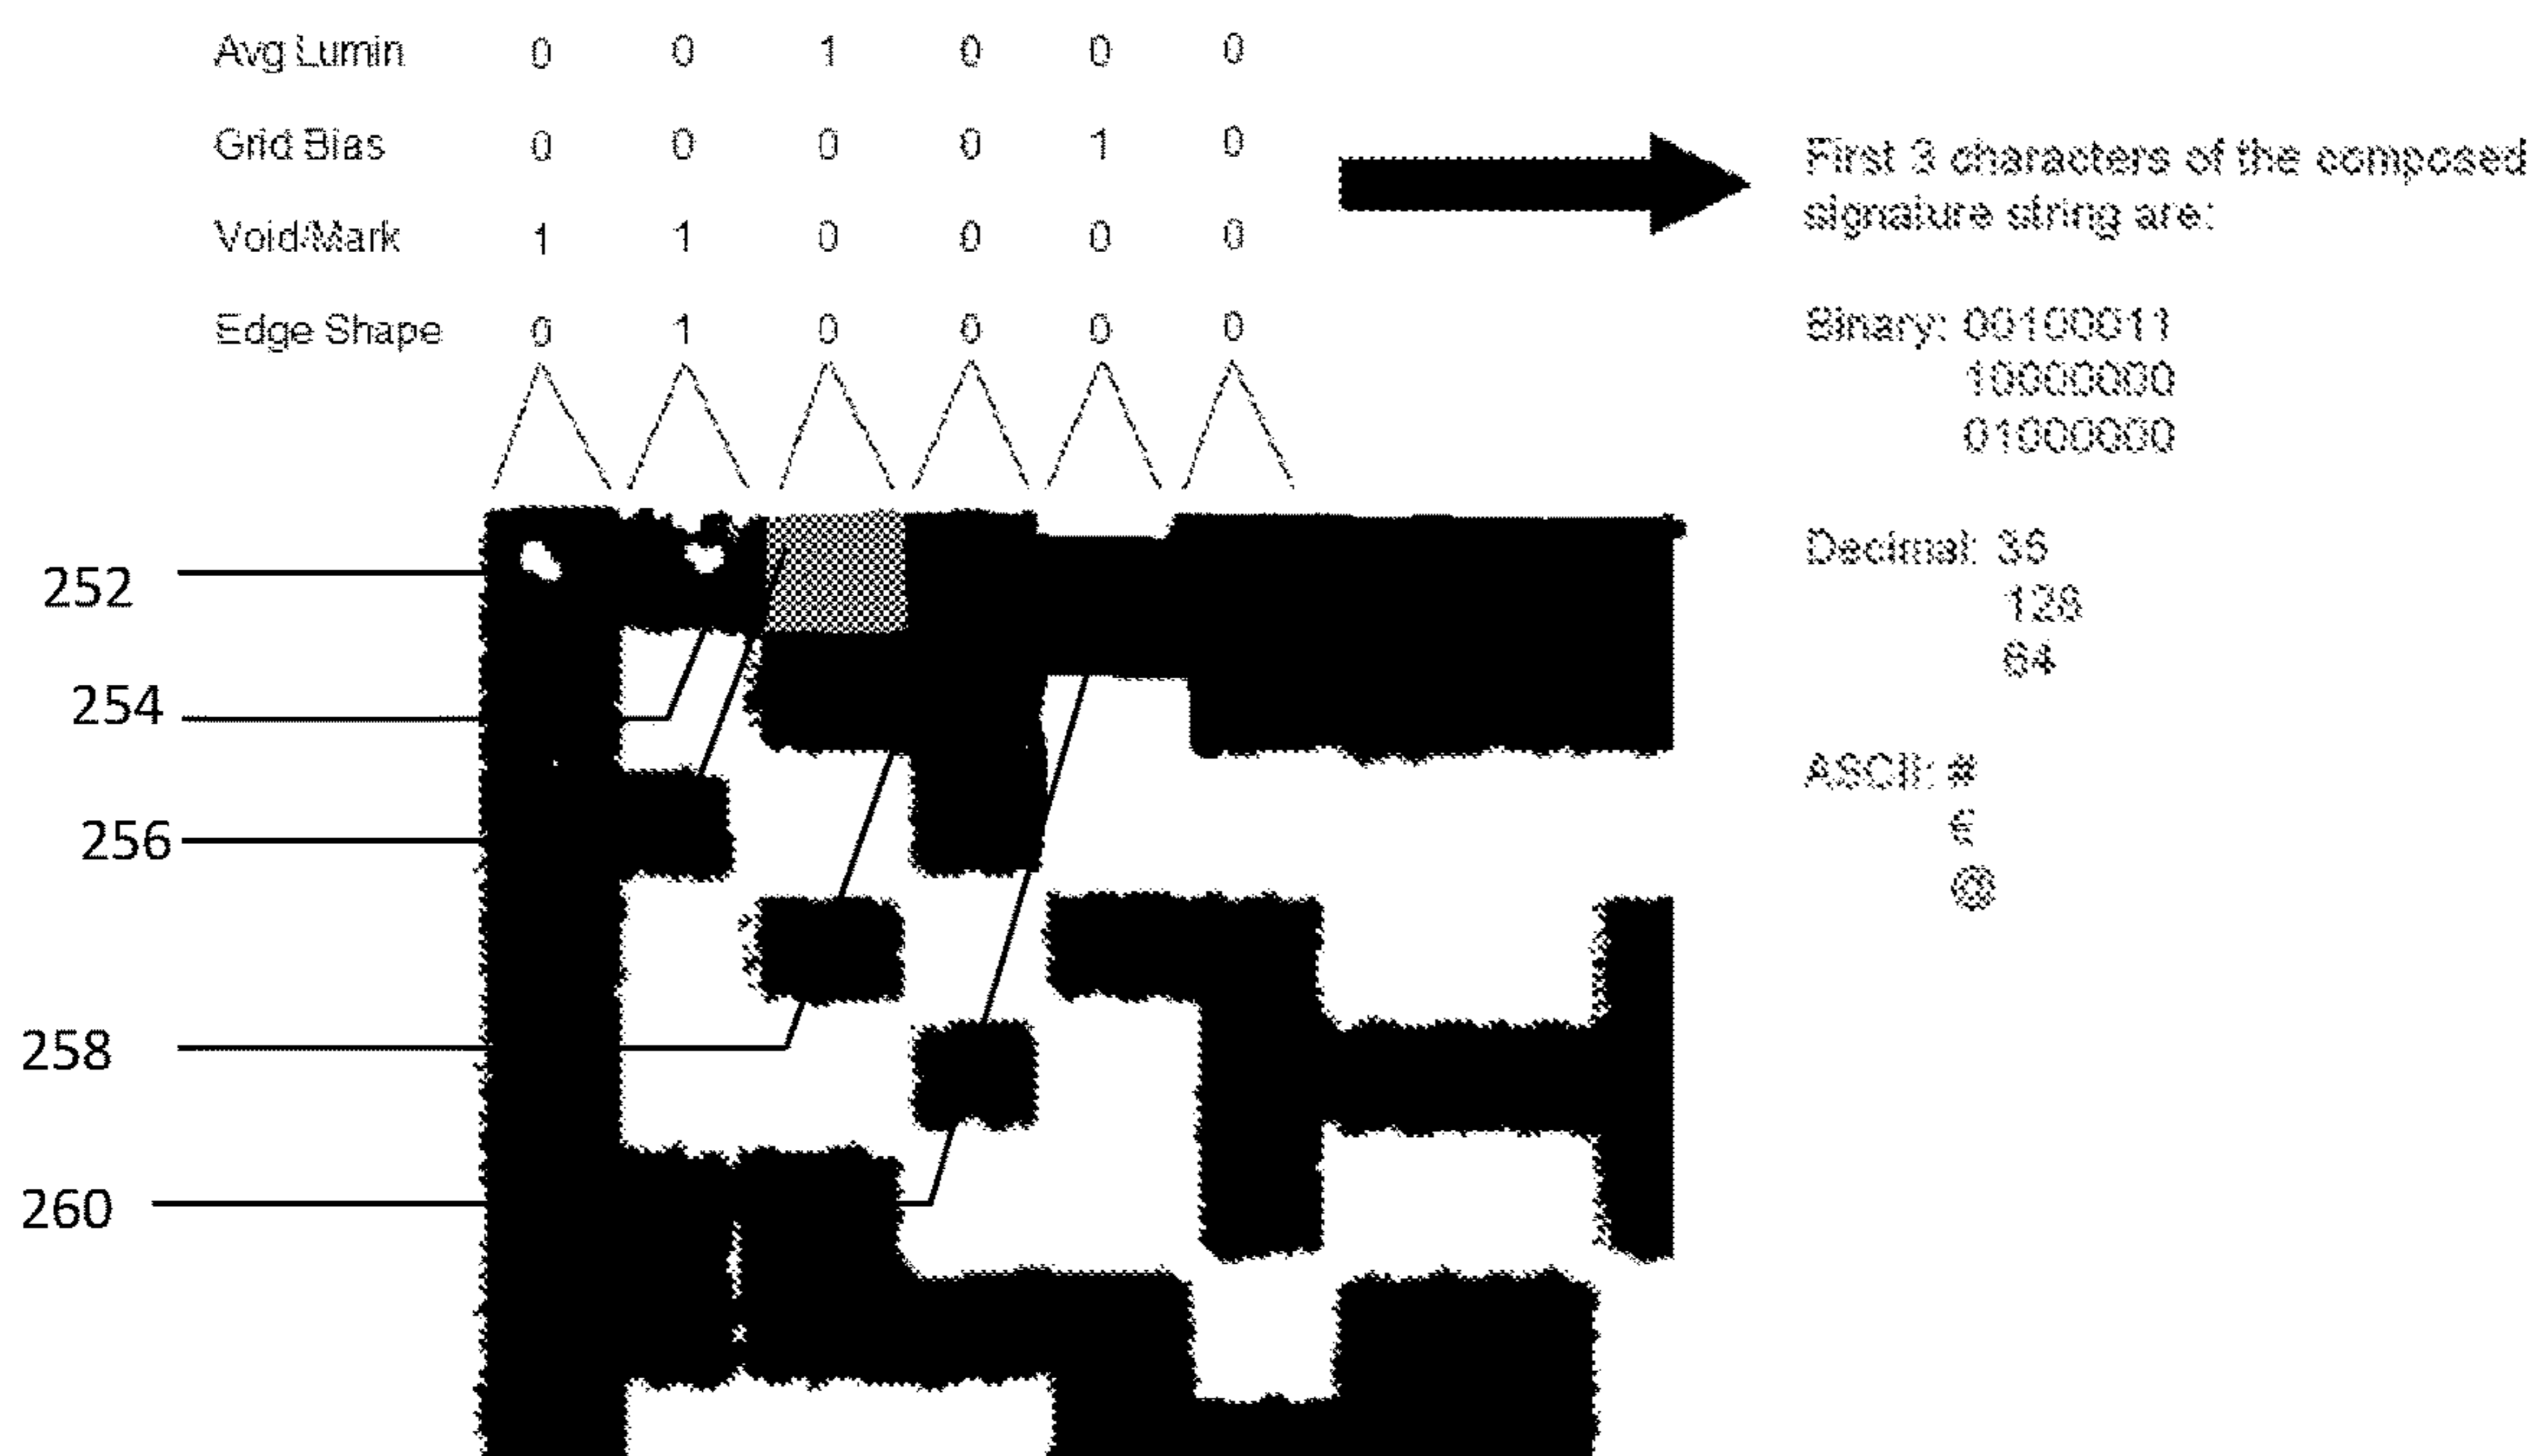 Avg Lumin 0 0 1 0 0 0
Grid Bias 0 0 0 0 1 0
Void/Mark 1 1 0 0 0 0
Edge Shape 0 1 0 0 0 0
First 3 characters of the composed
signature string are:
Binary: 00100011
10000000
01000000
Decimal: 35
128
64
ASCII: #
€
@
252
254
256
258
260